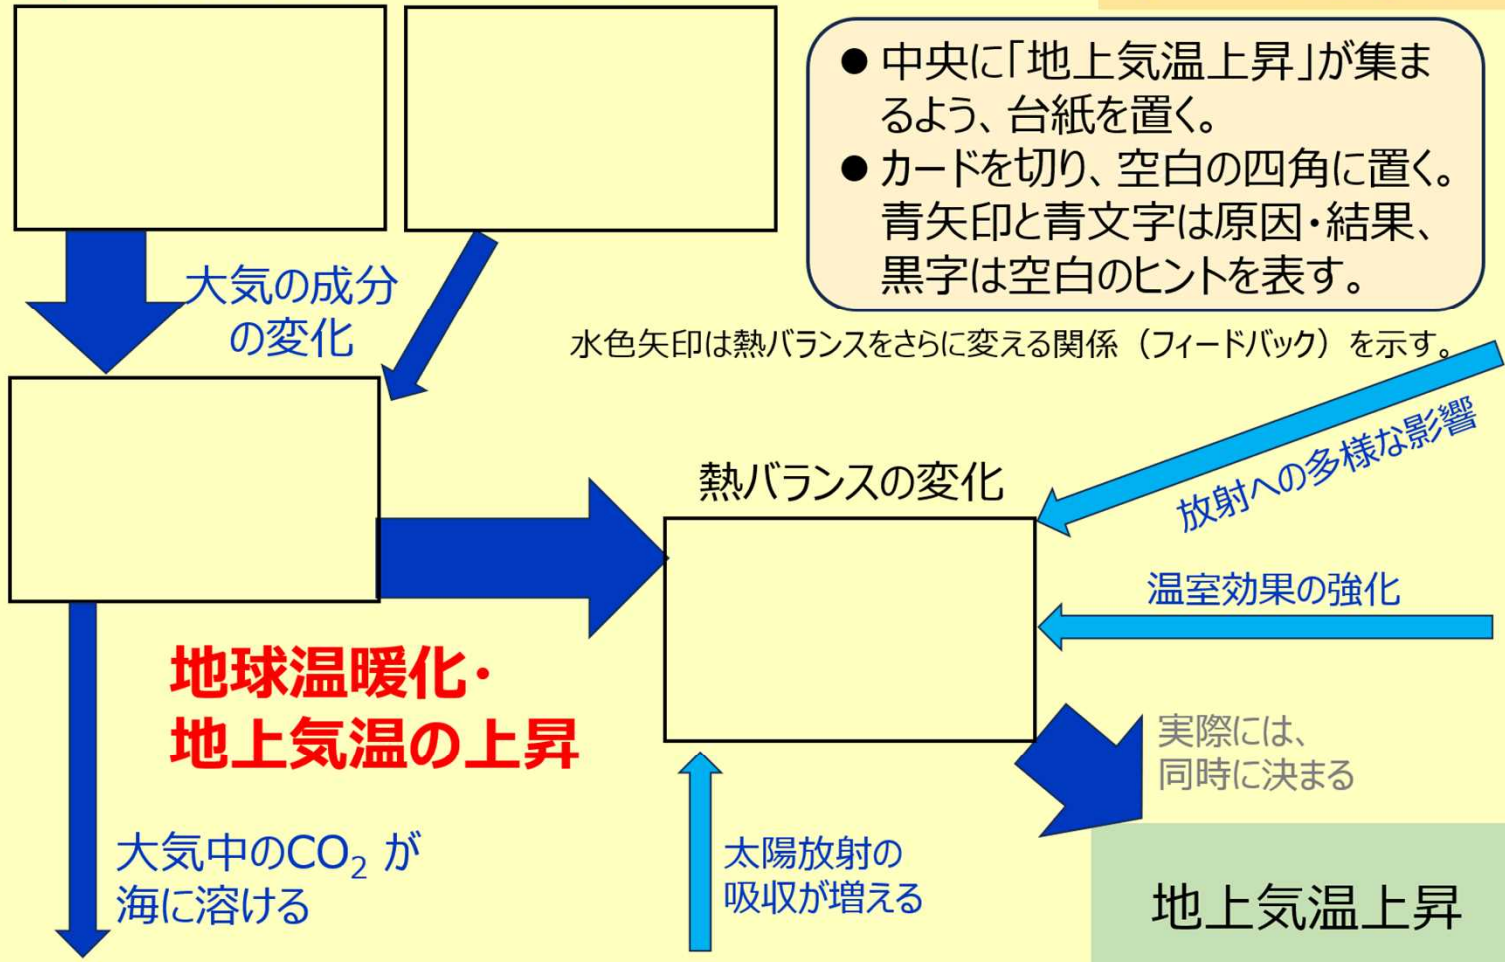 ● 中央に「地上気温上昇」が集ま
るよう、台紙を置く。
● カードを切り、空白の四角に置く。
青矢印と青文字は原因・結果、
黒字は空白のヒントを表す。
大気の成分
の変化
水色矢印は熱バランスをさらに変える関係（フィードバック）を示す。
放射への多様な影響
熱バランスの変化
温室効果の強化
地球温暖化・
地上気温の上昇
実際には、
同時に決まる
大気中のCO₂ が
海に溶ける
太陽放射の
吸収が増える
地上気温上昇